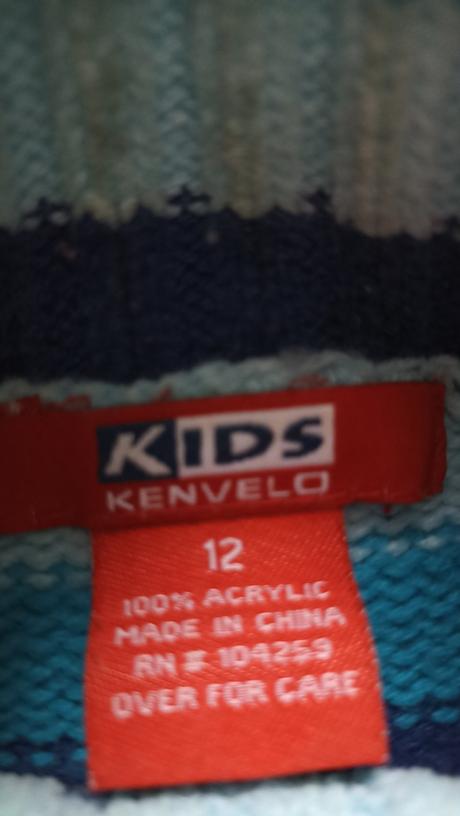 KIDS
KENVELO
12
100% ACRYLIC
MADE IN CHINA
RN # 104259
OVER FOR CARE